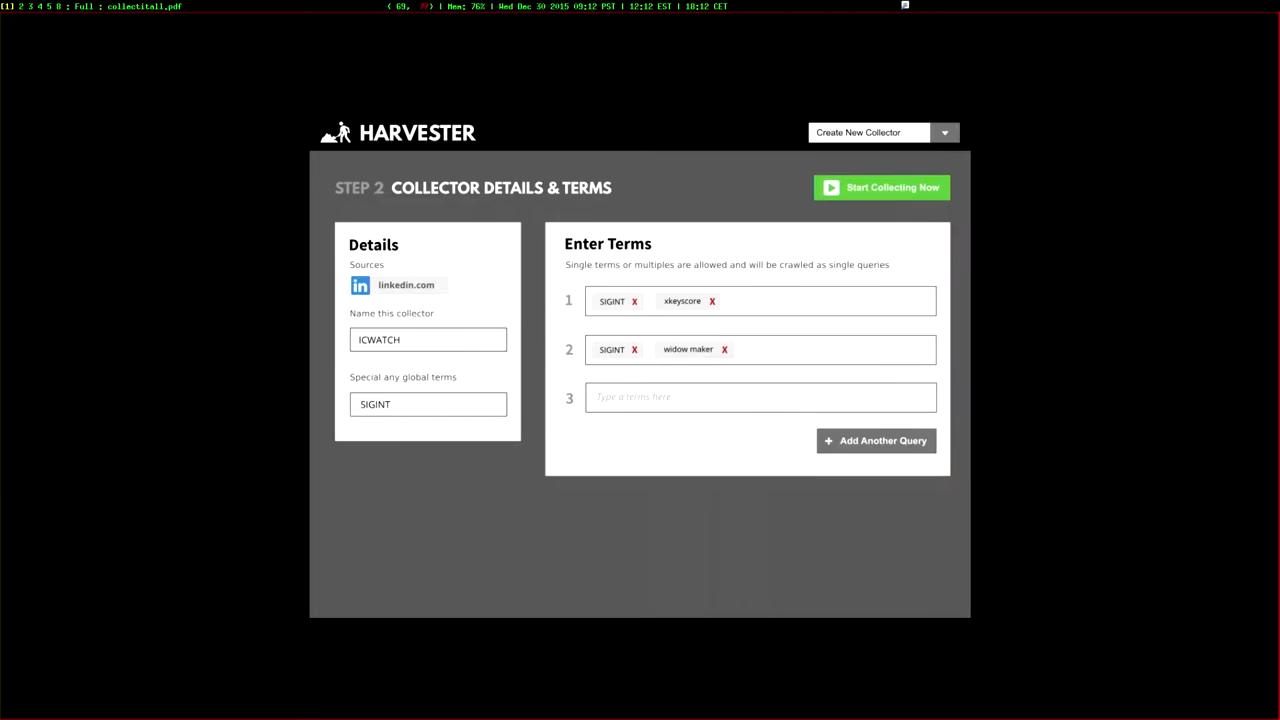 [1] 2 3 4 5 8 : Full : collectitall.pdf
( 69, ) | Mem: 76% | Wed Dec 30 2015 09:12 PST | 12:12 EST | 18:12 CET
HARVESTER
Create New Collector
STEP 2 COLLECTOR DETAILS & TERMS
Start Collecting Now
Details
Sources
in linkedin.com
Name this collector
ICWATCH
Special any global terms
SIGINT
Enter Terms
Single terms or multiples are allowed and will be crawled as single queries
1 SIGINT X xkeyscore X
2 SIGINT X widow maker X
3 Type a terms here
+ Add Another Query